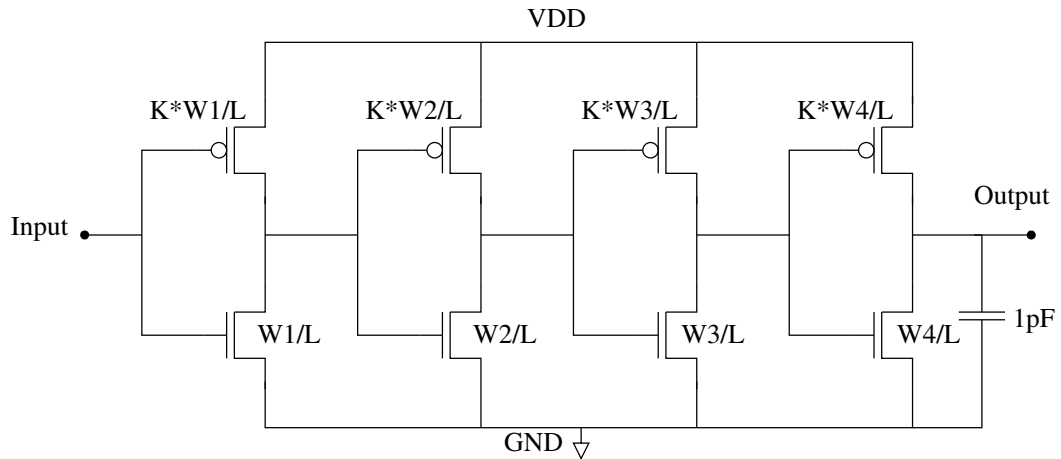 VDD
K*W1/L K*W2/L K*W3/L K*W4/L
Input
Output
W1/L W2/L W3/L W4/L 1pF
GND